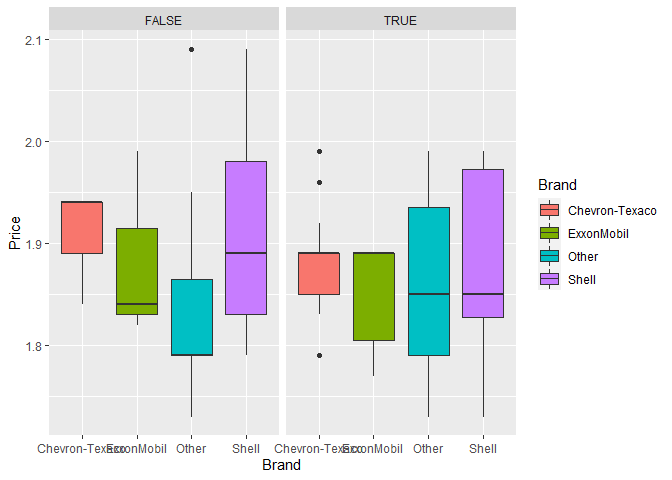 FALSE
TRUE
2.1
2.0
1.9
1.8
Price
Chevron-Texaco
ExxonMobil
Other
Shell
Chevron-Texaco
ExxonMobil
Other
Shell
Brand
Brand
Chevron-Texaco
ExxonMobil
Other
Shell